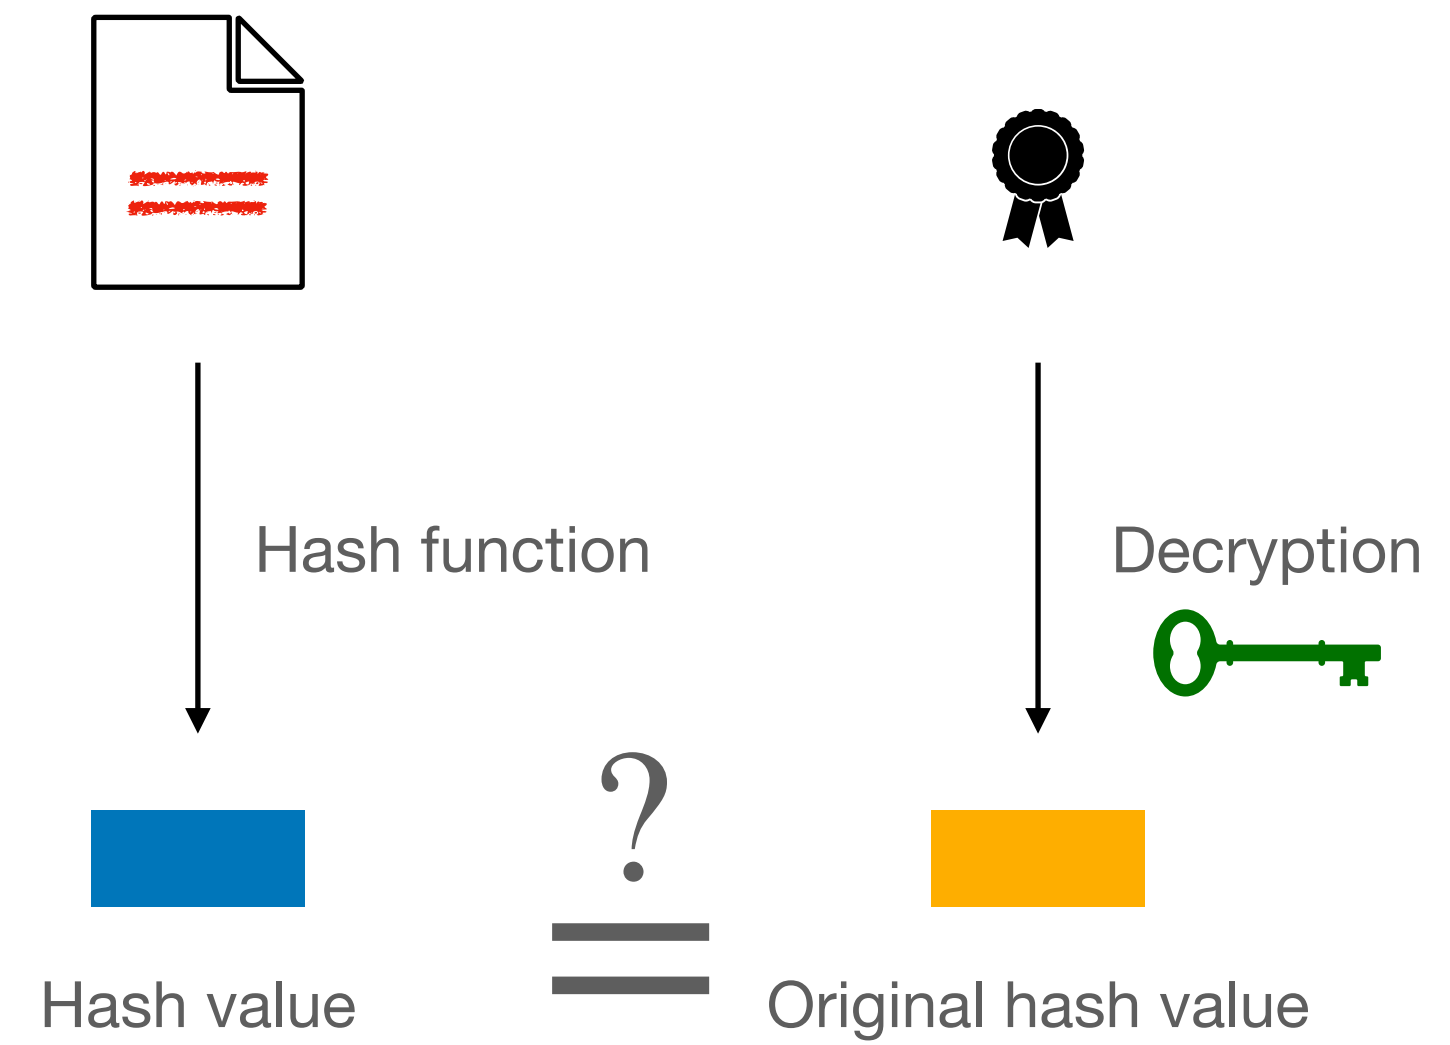 Hash function
Decryption
?
=
Hash value
Original hash value